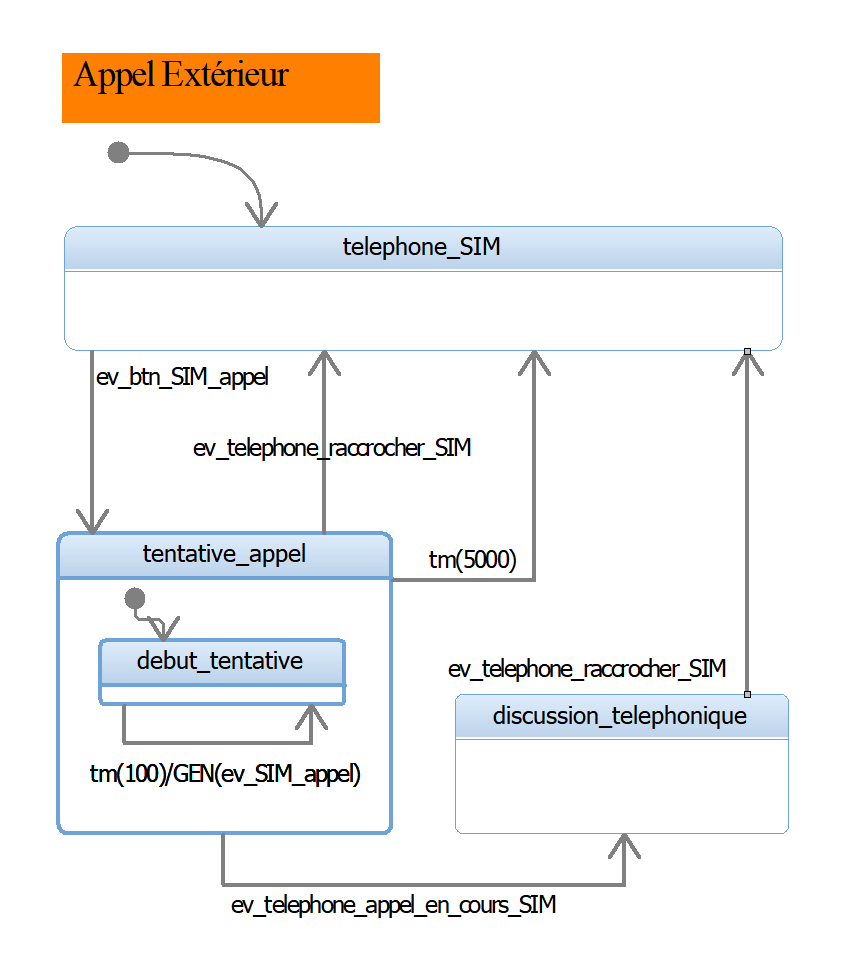 Appel Extérieur
telephone_SIM
ev_btn_SIM_appel
ev_telephone_raccrocher_SIM
tentative_appel
tm(5000)
debut_tentative
ev_telephone_raccrocher_SIM
discussion_telephonique
tm(100)/GEN(ev_SIM_appel)
ev_telephone_appel_en_cours_SIM